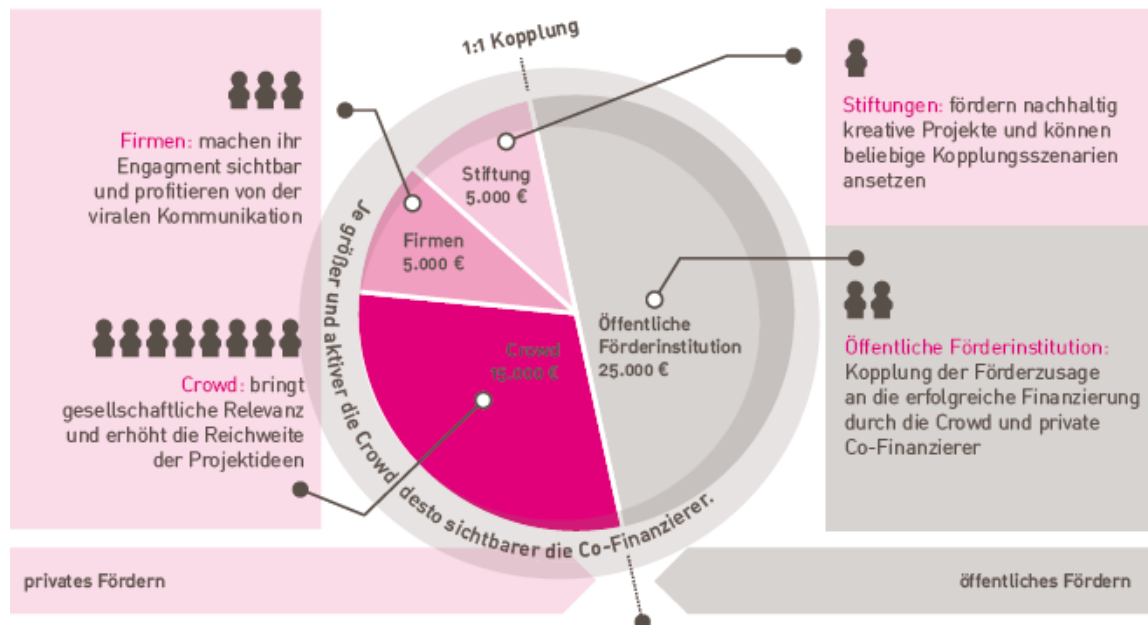 1:1 Kopplung
Firmen: machen ihr
Engagment sichtbar
und profitieren von der
viralen Kommunikation
Crowd: bringt
gesellschaftliche Relevanz
und erhöht die Reichweite
der Projektideen
Stiftung
5.000 €
Firmen
5.000 €
Crowd
15.000 €
Öffentliche
Förderinstitution
25.000 €
Je größer und aktiver die Crowd, desto sichtbarer die Co-Finanzierer.
Stiftungen: fördern nachhaltig
kreative Projekte und können
beliebige Kopplungsszenarien
ansetzen
Öffentliche Förderinstitution:
Kopplung der Förderzusage
an die erfolgreiche Finanzierung
durch die Crowd und private
Co-Finanzierer
privates Fördern
öffentliches Fördern